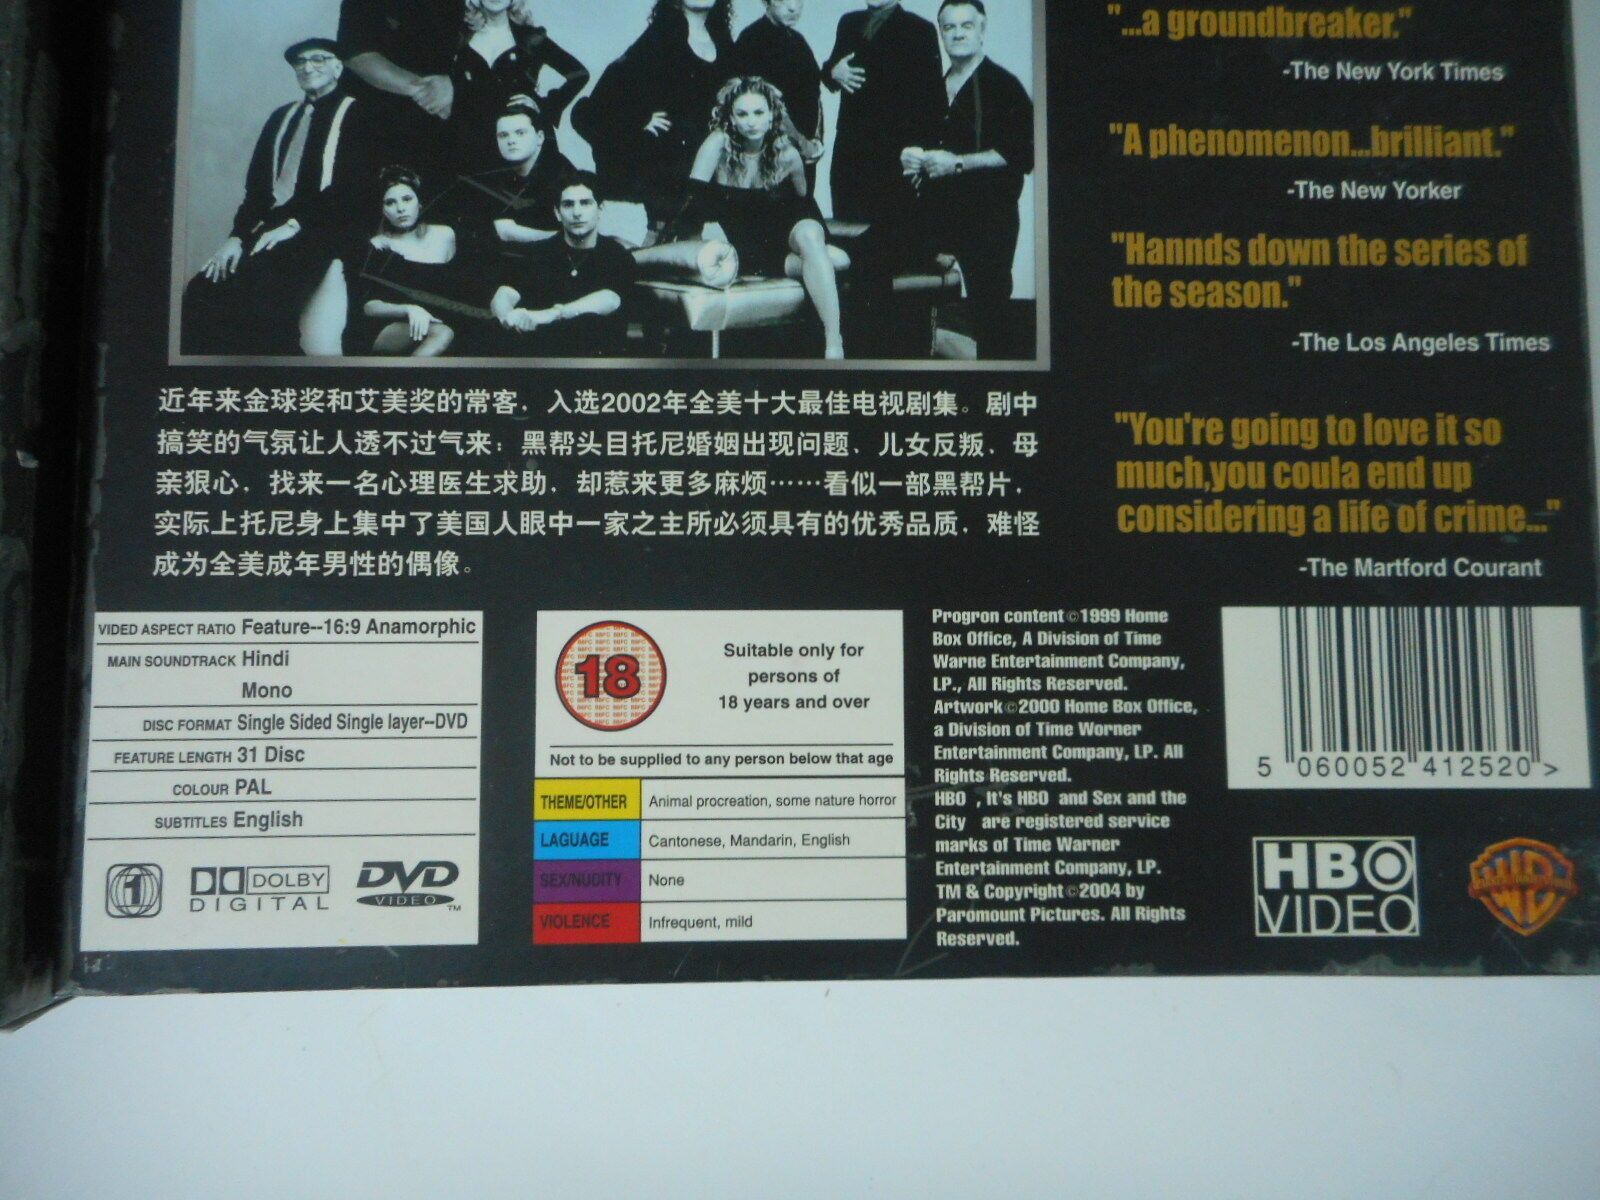 "...a groundbreaker."
-The New York Times
"A phenomenon...brilliant."
-The New Yorker
"Hannds down the series of
the season."
-The Los Angeles Times
"You're going to love it so
much,you coula end up
considering a life of crime..."
-The Martford Courant
近年来金球奖和艾美奖的常客，入选2002年全美十大最佳电视剧集。剧中
搞笑的气氛让人透不过气来：黑帮头目托尼婚姻出现问题，儿女反叛，母
亲狠心，找来一名心理医生求助，却惹来更多麻烦……看似一部黑帮片，
实际上托尼身上集中了美国人眼中一家之主所必须具有的优秀品质，难怪
成为全美成年男性的偶像。
VIDED ASPECT RATIO Feature--16:9 Anamorphic
MAIN SOUNDTRACK Hindi
Mono
DISC FORMAT Single Sided Single layer--DVD
FEATURE LENGTH 31 Disc
COLOUR PAL
SUBTITLES English
1
DOLBY
DIGITAL
DVD
VIDEO
TM
18
Suitable only for
persons of
18 years and over
Not to be supplled to any person below that age
THEME/OTHER Animal procreation, some nature horror
LAGUAGE Cantonese, Mandarin, English
SEX/NUDITY None
VIOLENCE Infrequent, mild
Progron content©1999 Home
Box Office, A Division of Time
Warne Entertainment Company,
LP., All Rights Reserved.
Artwork©2000 Home Box Office,
a Division of Time Worner
Entertainment Company, LP. All
Rights Reserved.
HBO , It's HBO and Sex and the
City are registered service
marks of Time Warner
Entertainment Company, LP.
TM & Copyright©2004 by
Paramount Pictures. All Rights
Reserved.
5 060052 412520 >
HBO
VIDEO